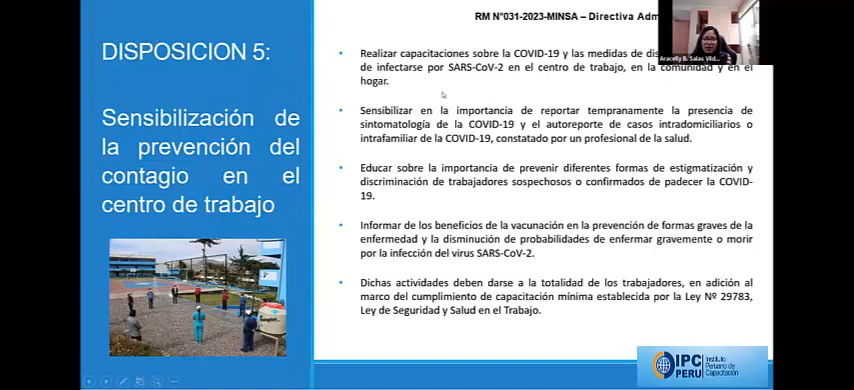 RM N°031-2023-MINSA – Directiva Adm
DISPOSICION 5:
Sensibilización de
la prevención del
contagio en el
centro de trabajo
• Realizar capacitaciones sobre la COVID-19 y las medidas de
de infectarse por SARS-CoV-2 en el centro de trabajo, en la comunidad y en el
hogar.
• Sensibilizar en la importancia de reportar tempranamente la presencia de
sintomatología de la COVID-19 y el autoreporte de casos intradomiciliarios o
intrafamiliar de la COVID-19, constatado por un profesional de la salud.
• Educar sobre la importancia de prevenir diferentes formas de estigmatización y
discriminación de trabajadores sospechosos o confirmados de padecer la COVID-
19.
• Informar de los beneficios de la vacunación en la prevención de formas graves de la
enfermedad y la disminución de probabilidades de enfermar gravemente o morir
por la infección del virus SARS-CoV-2.
• Dichas actividades deben darse a la totalidad de los trabajadores, en adición al
marco del cumplimiento de capacitación mínima establecida por la Ley Nº 29783,
Ley de Seguridad y Salud en el Trabajo.
Aracelly B. Salas
IPC
PERU
Instituto
Peruano de
Capacitación